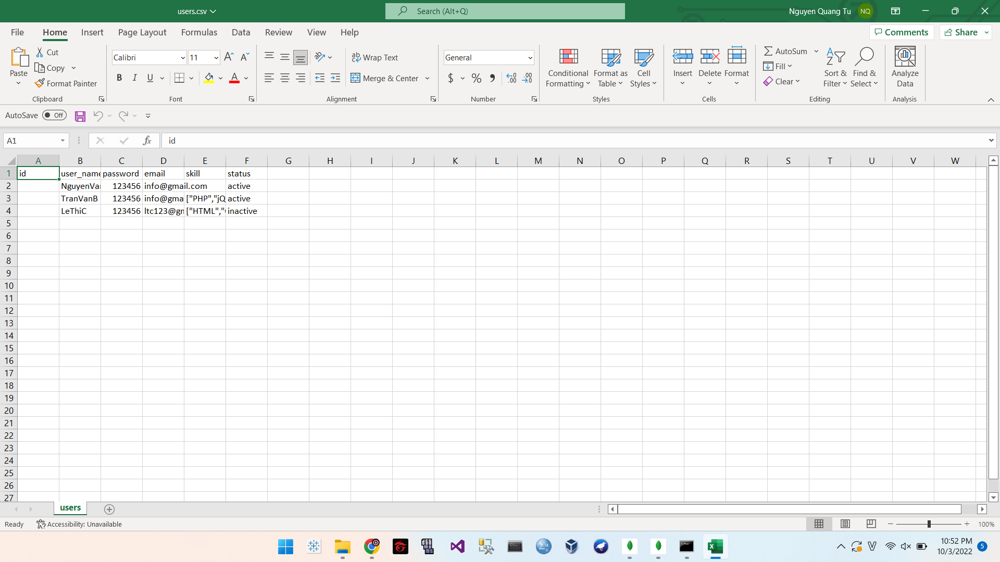 users.csv
Search (Alt+Q)
Nguyen Quang Tu NQ
File Home Insert Page Layout Formulas Data Review View Help Comments Share
Paste Cut Copy Format Painter Clipboard
Calibri 11 B I U A Font
Wrap Text Merge & Center Alignment
General $ % Number
Conditional Formatting Format as Table Cell Styles Styles
Insert Delete Format Cells
AutoSum Fill Clear Sort & Filter Find & Select Editing
Analyze Data Analysis
AutoSave Off
A1 fx id
A B C D E F G H I J K L M N O P Q R S T U V W
1 id user_name password email skill status
2 NguyenVa 123456 info@gmail.com active
3 TranVanB 123456 info@gma ["PHP","jQ active
4 LeThiC 123456 ltc123@gm ["HTML"," inactive
5
6
7
8
9
10
11
12
13
14
15
16
17
18
19
20
21
22
23
24
25
26
27
users
Ready Accessibility: Unavailable 100%
10:52 PM
10/3/2022 5